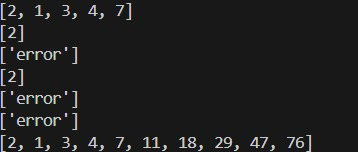 [2, 1, 3, 4, 7]
[2]
['error']
[2]
['error']
['error']
[2, 1, 3, 4, 7, 11, 18, 29, 47, 76]